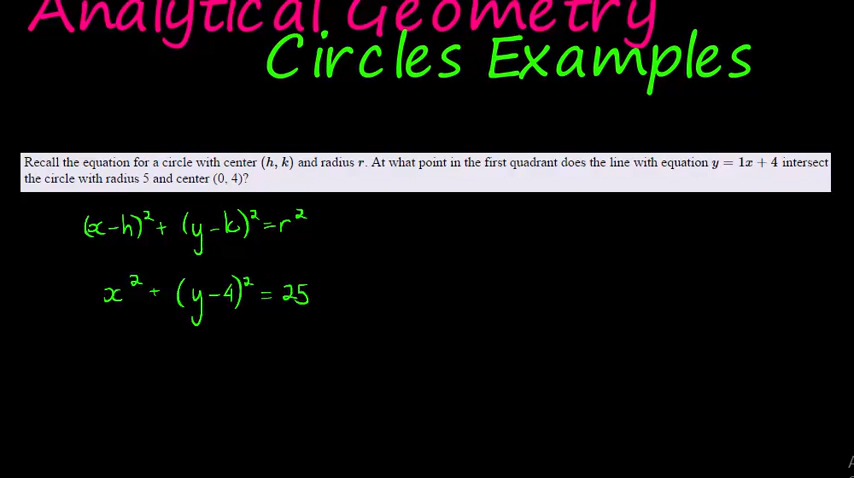 Analytical Geometry
Circles Examples
Recall the equation for a circle with center (h, k) and radius r. At what point in the first quadrant does the line with equation y = 1x + 4 intersect
the circle with radius 5 and center (0, 4)?
(x-h)² + (y-k)² = r²
x² + (y-4)² = 25